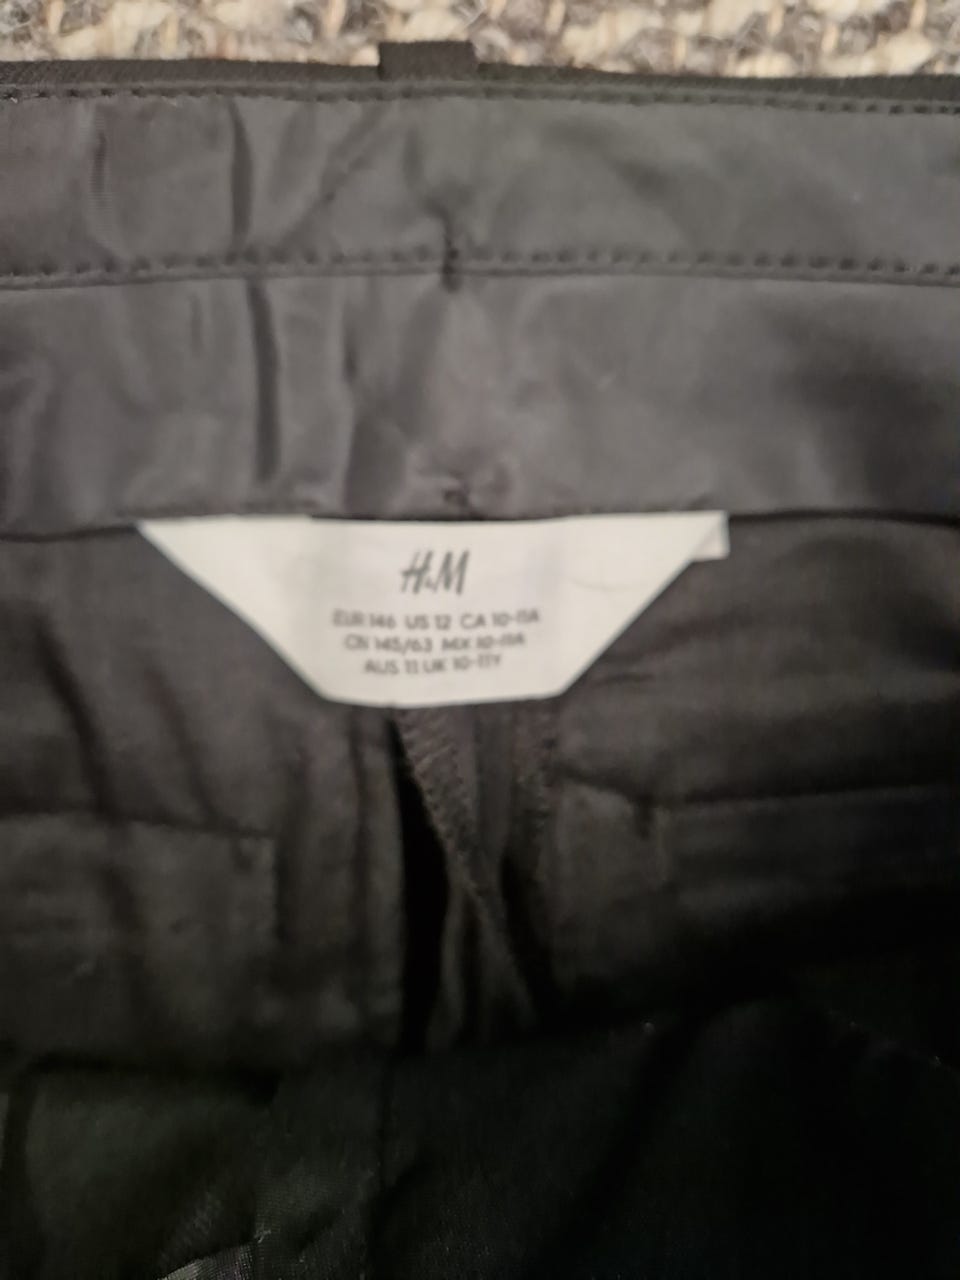 H&M
EUR 146 US 12 CA 10-11A
CN 145/63 MX 10-11A
AUS 11 UK 10-11Y